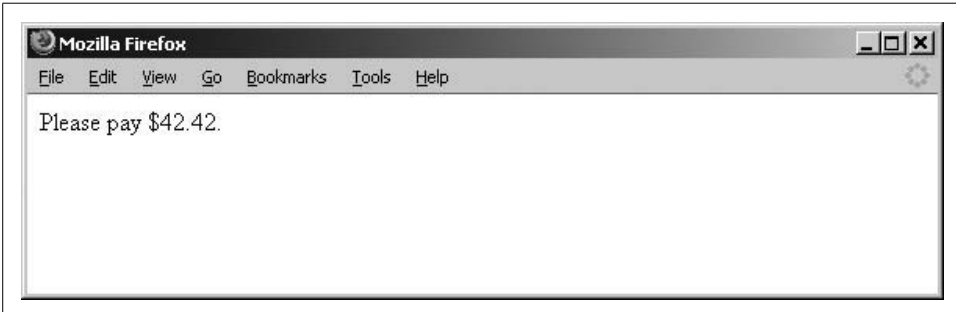 Mozilla Firefox
File Edit View Go Bookmarks Tools Help
Please pay $42.42.